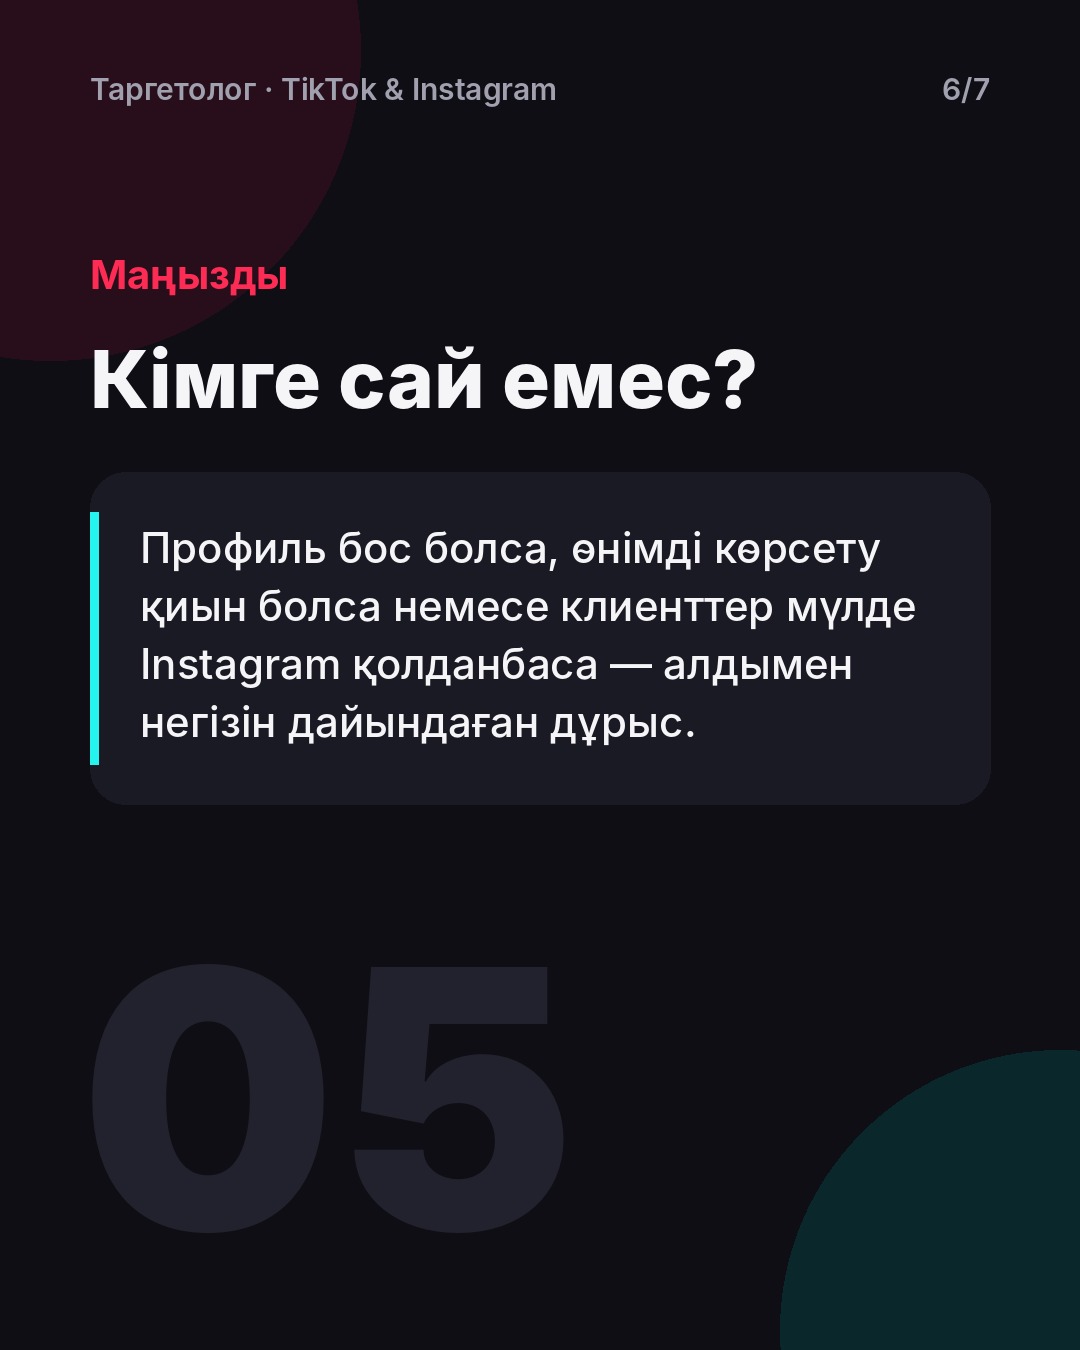 Таргетолог · TikTok & Instagram
6/7
Маңызды
Кімге сай емес?
Профиль бос болса, өнімді көрсету
қиын болса немесе клиенттер мүлде
Instagram қолданбаса — алдымен
негізін дайындаған дұрыс.
05